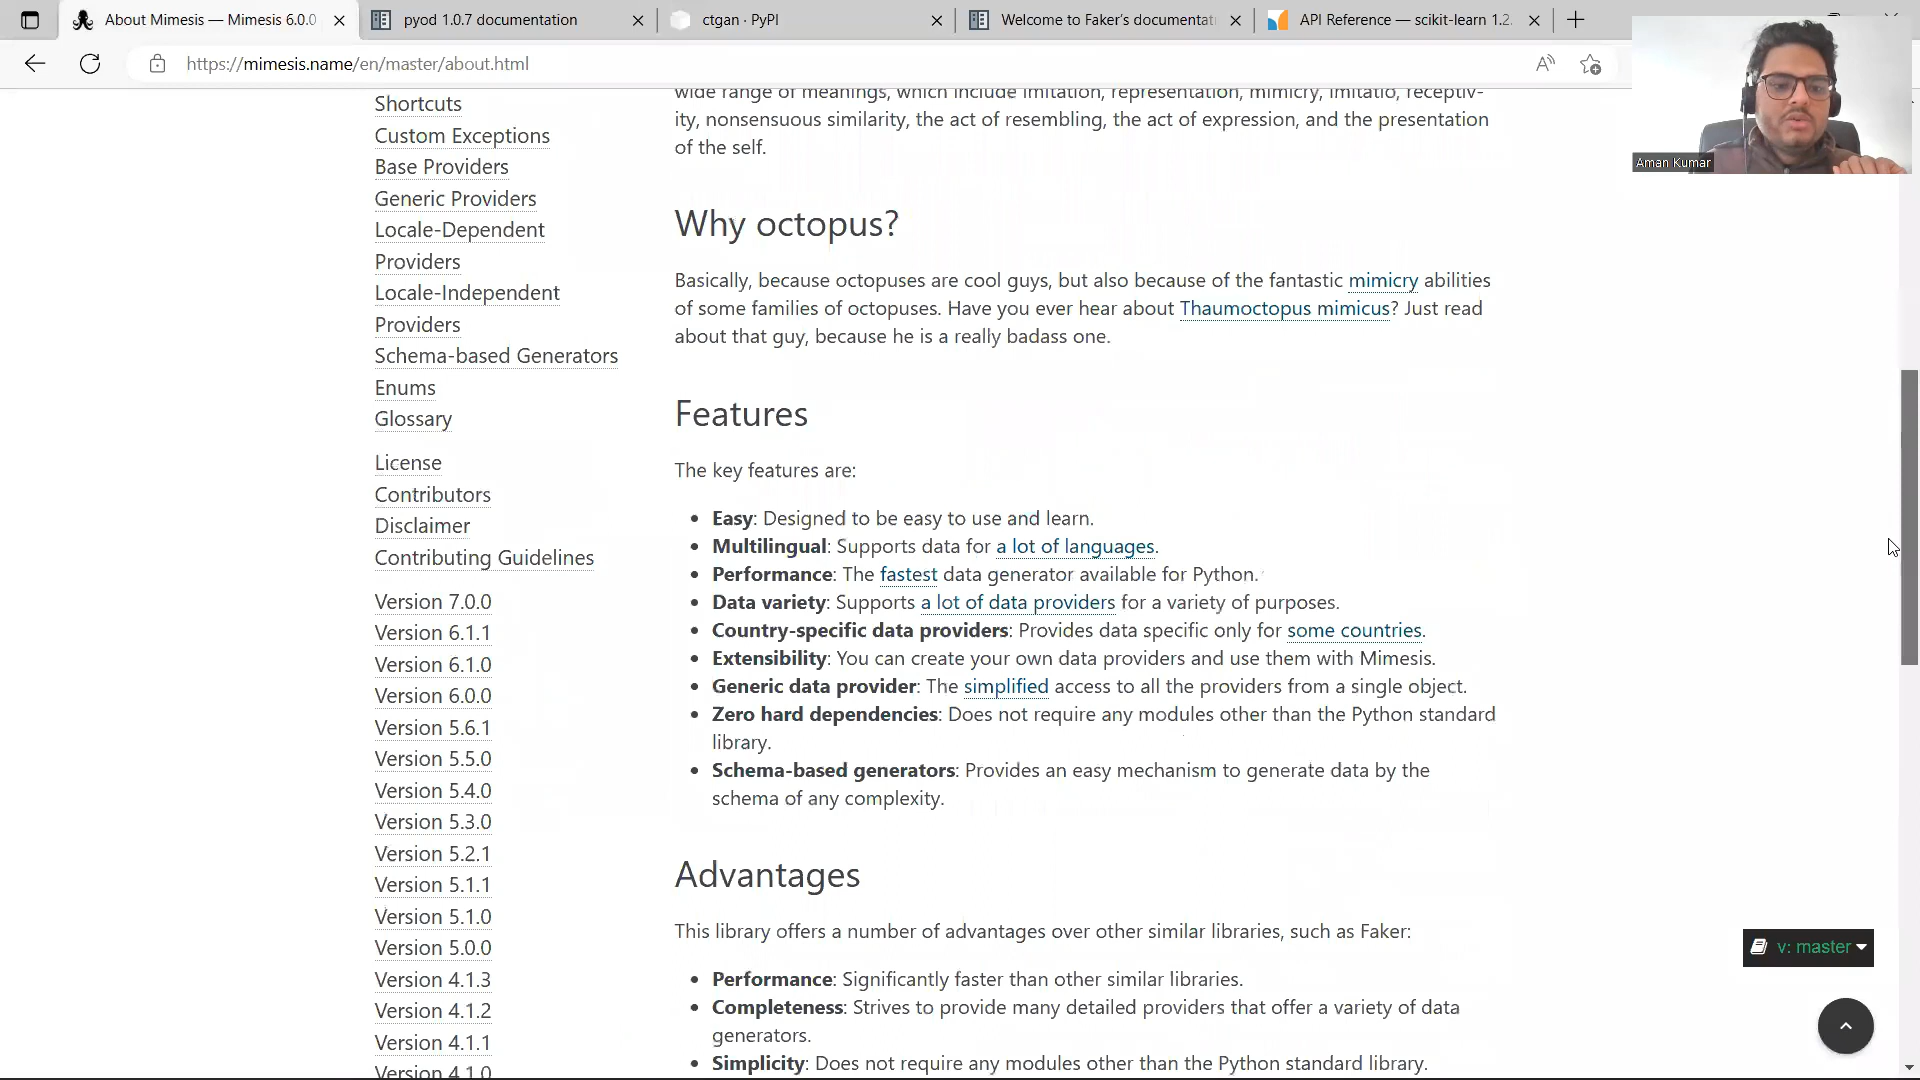 About Mimesis — Mimesis 6.0.0
pyod 1.0.7 documentation
ctgan · PyPI
Welcome to Faker's documentat
API Reference — scikit-learn 1.2.
https://mimesis.name/en/master/about.html
Aman Kumar
Shortcuts
Custom Exceptions
Base Providers
Generic Providers
Locale-Dependent
Providers
Locale-Independent
Providers
Schema-based Generators
Enums
Glossary
License
Contributors
Disclaimer
Contributing Guidelines
Version 7.0.0
Version 6.1.1
Version 6.1.0
Version 6.0.0
Version 5.6.1
Version 5.5.0
Version 5.4.0
Version 5.3.0
Version 5.2.1
Version 5.1.1
Version 5.1.0
Version 5.0.0
Version 4.1.3
Version 4.1.2
Version 4.1.1
Version 4.1.0
wide range of meanings, which include imitation, representation, mimicry, imitatio, receptiv-
ity, nonsensuous similarity, the act of resembling, the act of expression, and the presentation
of the self.
Why octopus?
Basically, because octopuses are cool guys, but also because of the fantastic mimicry abilities
of some families of octopuses. Have you ever hear about Thaumoctopus mimicus? Just read
about that guy, because he is a really badass one.
Features
The key features are:
• Easy: Designed to be easy to use and learn.
• Multilingual: Supports data for a lot of languages.
• Performance: The fastest data generator available for Python.
• Data variety: Supports a lot of data providers for a variety of purposes.
• Country-specific data providers: Provides data specific only for some countries.
• Extensibility: You can create your own data providers and use them with Mimesis.
• Generic data provider: The simplified access to all the providers from a single object.
• Zero hard dependencies: Does not require any modules other than the Python standard
library.
• Schema-based generators: Provides an easy mechanism to generate data by the
schema of any complexity.
Advantages
This library offers a number of advantages over other similar libraries, such as Faker:
• Performance: Significantly faster than other similar libraries.
• Completeness: Strives to provide many detailed providers that offer a variety of data
generators.
• Simplicity: Does not require any modules other than the Python standard library.
v: master